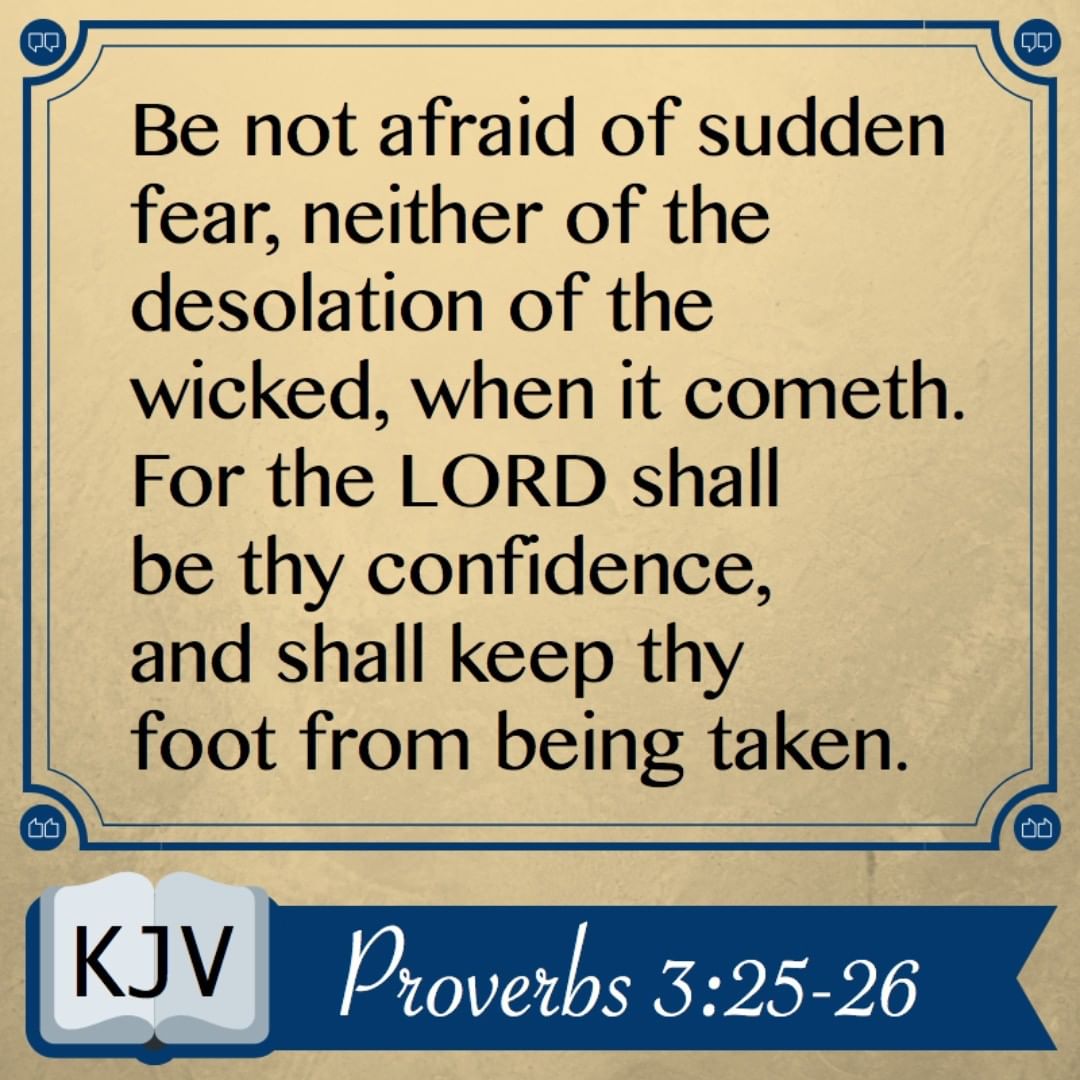 Be not afraid of sudden
fear, neither of the
desolation of the
wicked, when it cometh.
For the LORD shall
be thy confidence,
and shall keep thy
foot from being taken.
KJV
Proverbs 3:25-26